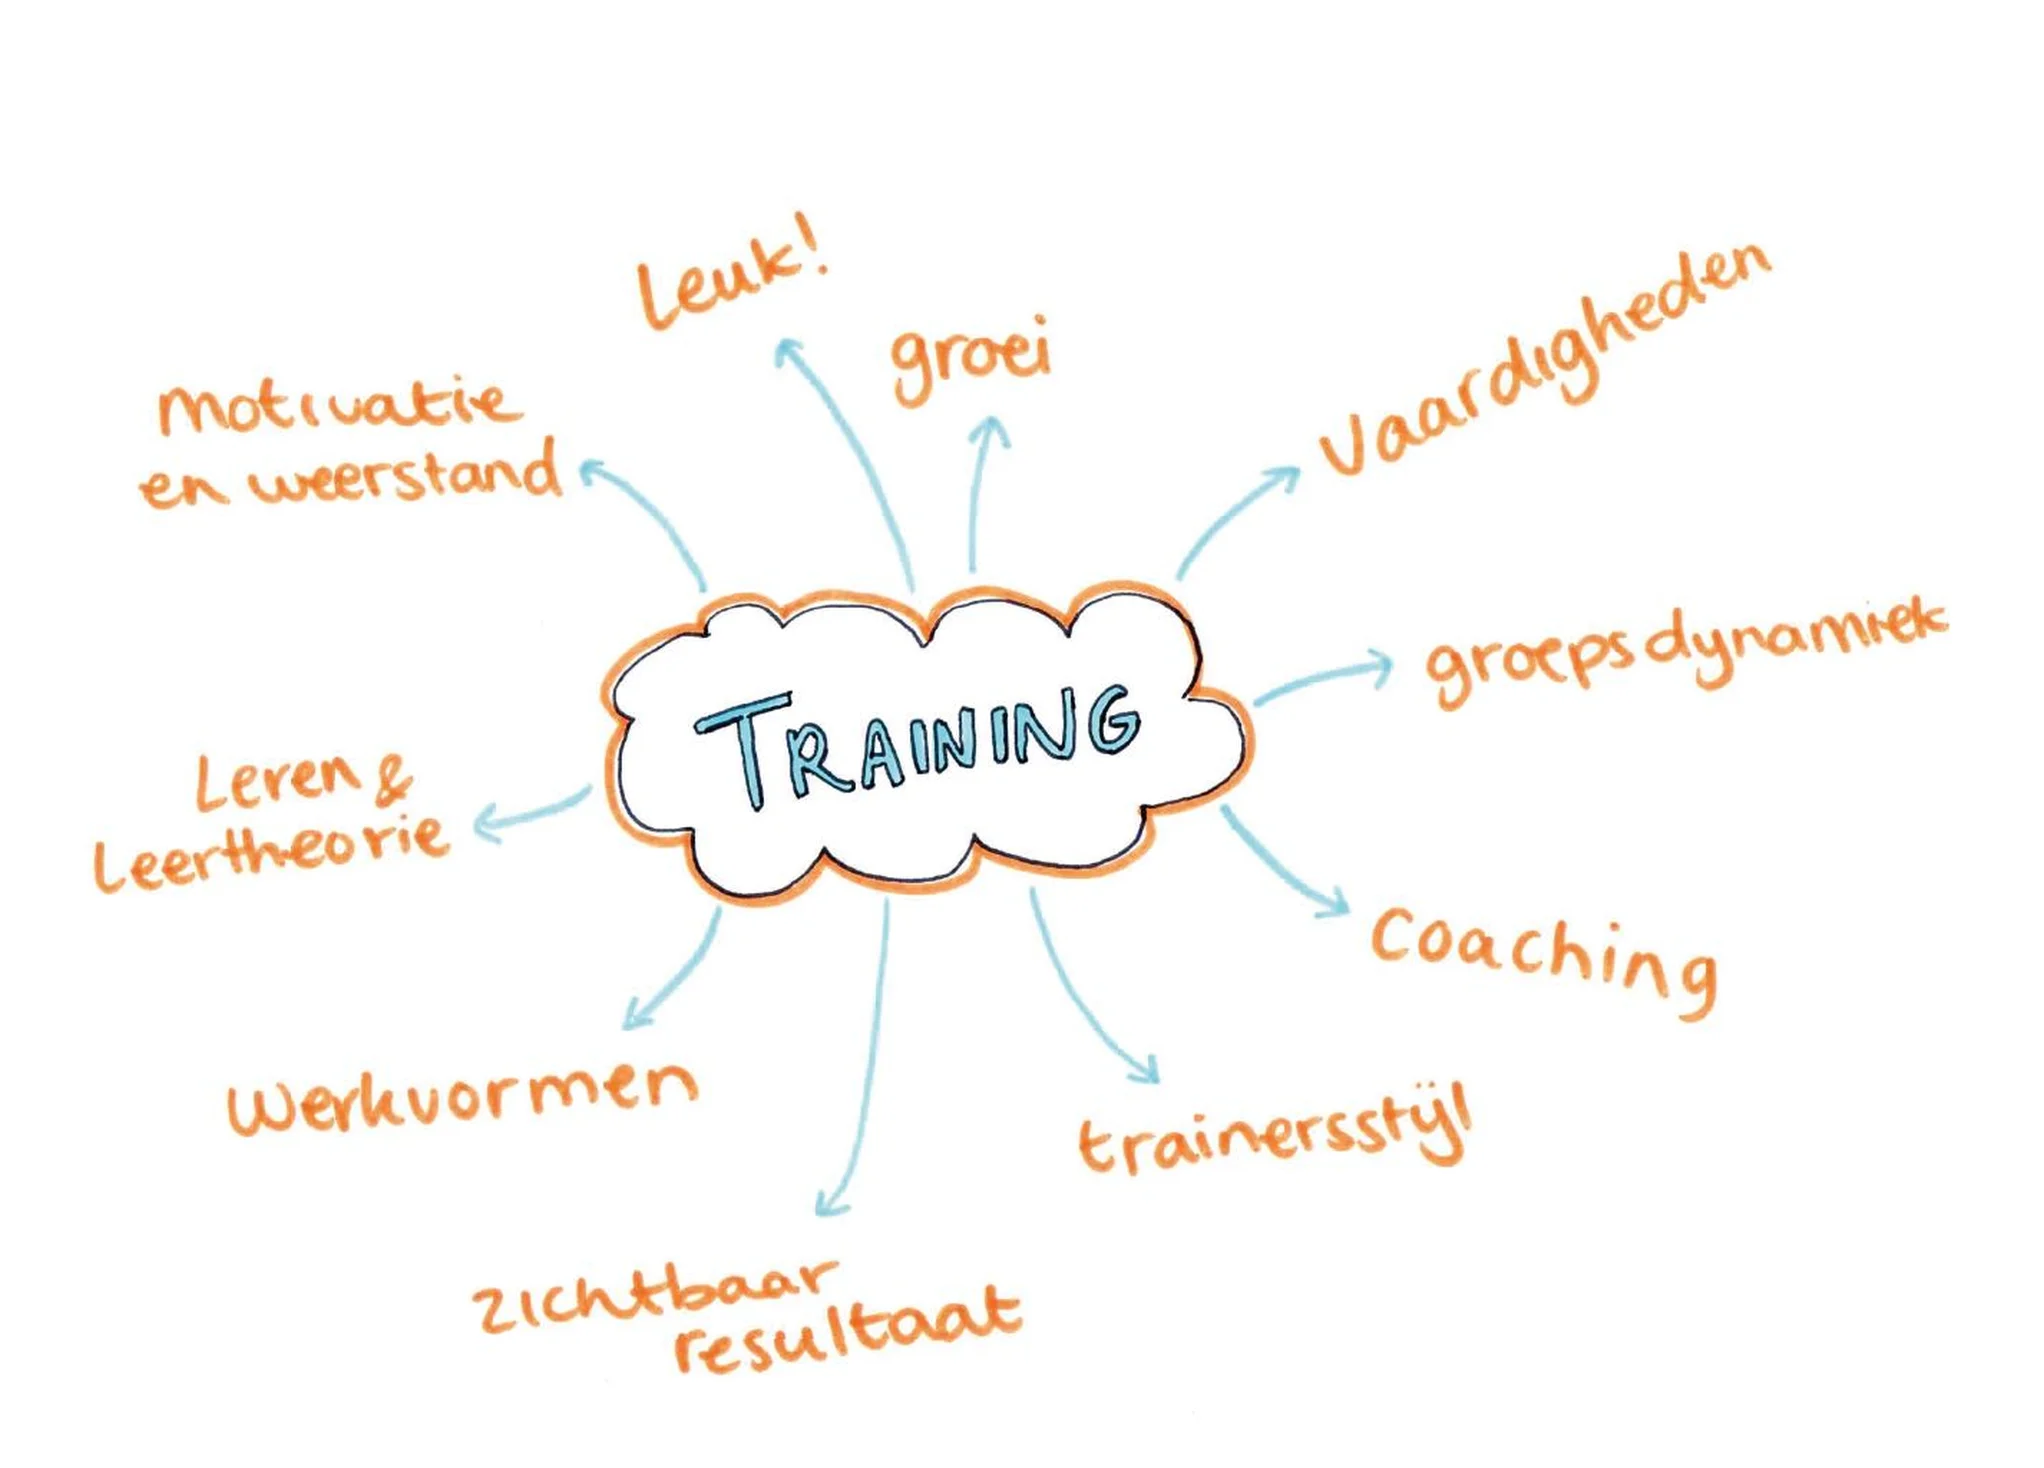 Leuk!
groei
Vaardigheden
motivatie
en weerstand
groepsdynamiek
TRAINING
Leren &
Leertheorie
Coaching
Werkvormen
trainersstijl
zichtbaar
resultaat